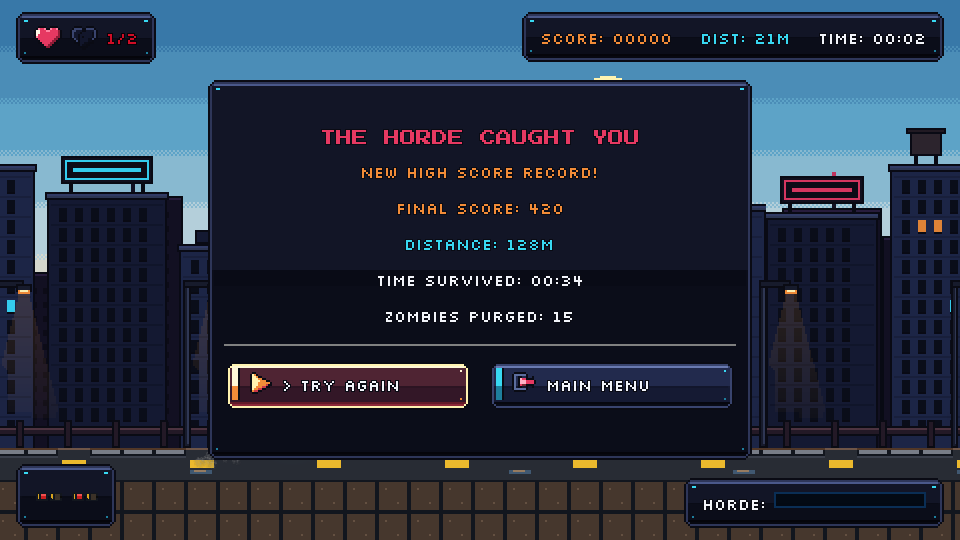 1/2
SCORE: 00000 DIST: 21M TIME: 00:02
THE HORDE CAUGHT YOU
NEW HIGH SCORE RECORD!
FINAL SCORE: 420
DISTANCE: 128M
TIME SURVIVED: 00:34
ZOMBIES PURGED: 15
> TRY AGAIN
MAIN MENU
HORDE: